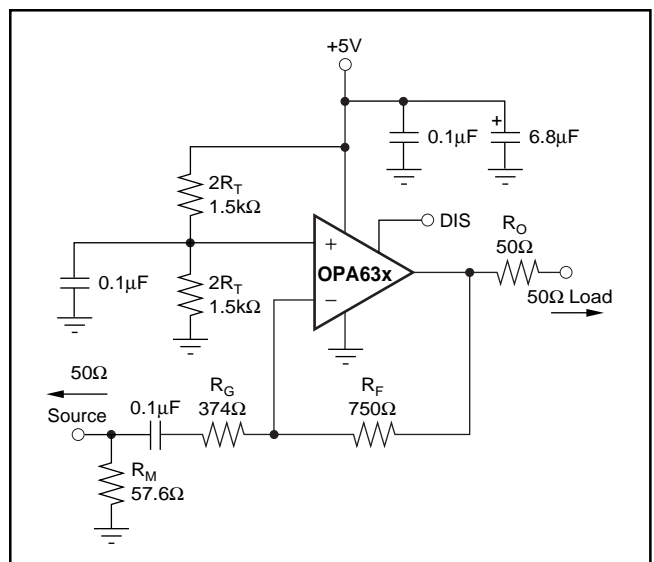 +5V
0.1µF
6.8µF
+
2R_T
1.5kΩ
DIS
R_O
50Ω
+
OPA63x
−
0.1µF
2R_T
1.5kΩ
50Ω Load
50Ω
Source
0.1µF
R_G
374Ω
R_F
750Ω
R_M
57.6Ω